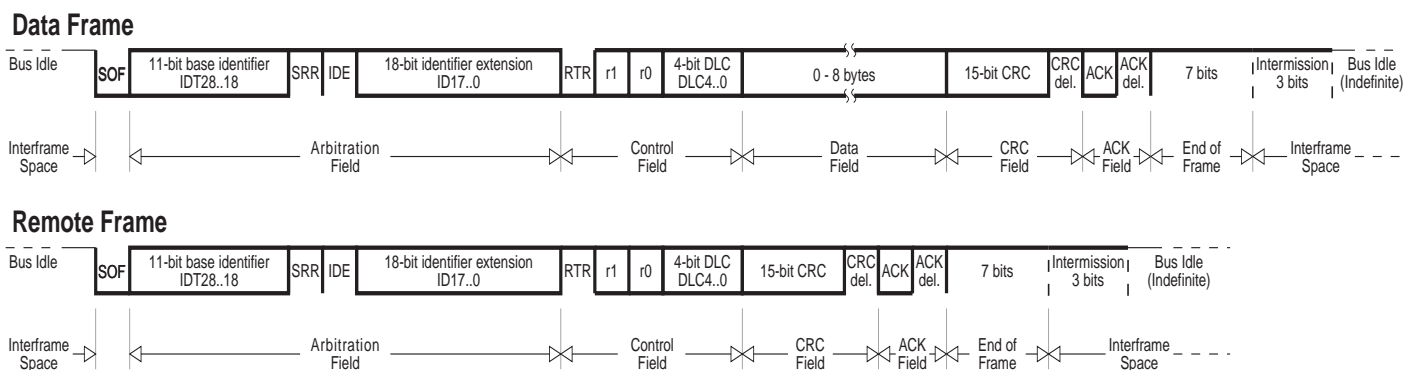 Data Frame
Bus Idle
SOF
11-bit base identifier
IDT28..18
SRR
IDE
18-bit identifier extension
ID17..0
RTR
r1
r0
4-bit DLC
DLC4..0
0 - 8 bytes
15-bit CRC
CRC
del.
ACK
ACK
del.
7 bits
Intermission
3 bits
Bus Idle
(Indefinite)
Interframe
Space
Arbitration
Field
Control
Field
Data
Field
CRC
Field
ACK
Field
End of
Frame
Interframe
Space
Remote Frame
Bus Idle
SOF
11-bit base identifier
IDT28..18
SRR
IDE
18-bit identifier extension
ID17..0
RTR
r1
r0
4-bit DLC
DLC4..0
15-bit CRC
CRC
del.
ACK
ACK
del.
7 bits
Intermission
3 bits
Bus Idle
(Indefinite)
Interframe
Space
Arbitration
Field
Control
Field
CRC
Field
ACK
Field
End of
Frame
Interframe
Space